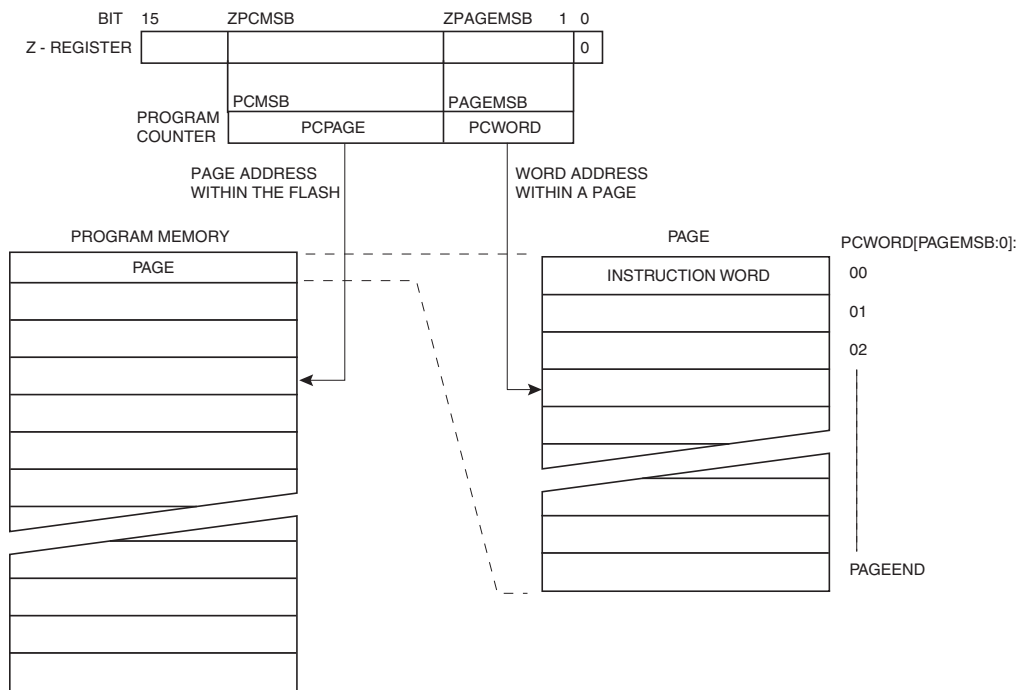 BIT 15 ZPCMSB ZPAGEMSB 1 0
Z - REGISTER 0
PCMSB PAGEMSB
PROGRAM
COUNTER
PCPAGE PCWORD
PAGE ADDRESS
WITHIN THE FLASH
WORD ADDRESS
WITHIN A PAGE
PROGRAM MEMORY
PAGE
PAGE
PCWORD[PAGEMSB:0]:
INSTRUCTION WORD
00
01
02
PAGEEND